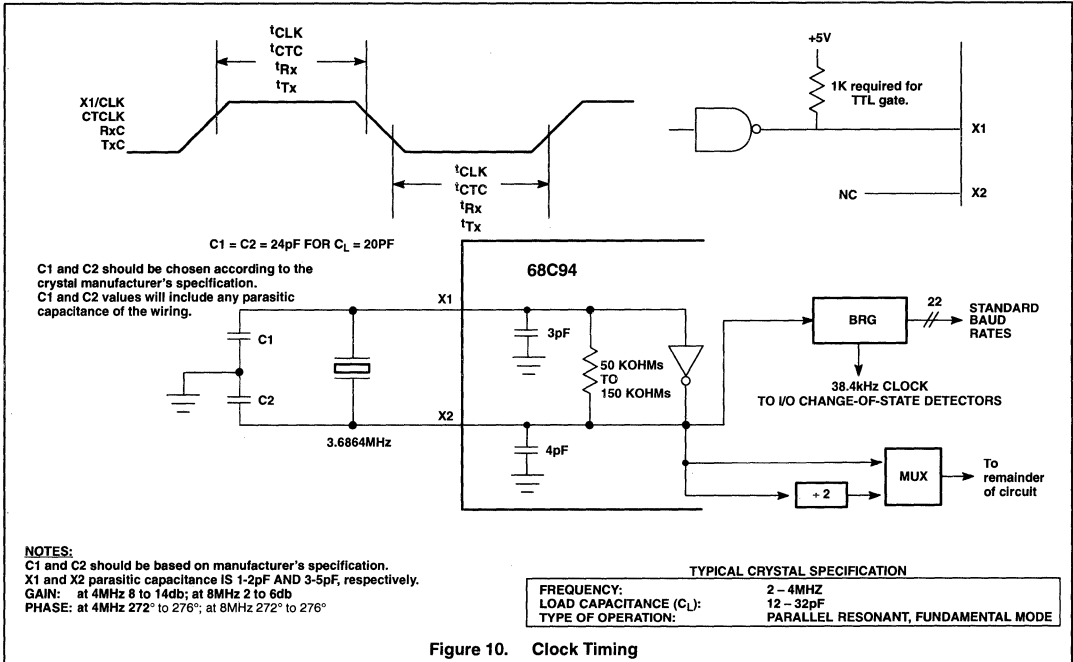 tCLK
tCTC
tRx
tTx
X1/CLK
CTCLK
RxC
TxC
tCLK
tCTC
tRx
tTx
+5V
1K required for
TTL gate.
X1
NC
X2
C1 = C2 = 24pF FOR CL = 20PF
C1 and C2 should be chosen according to the
crystal manufacturer's specification.
C1 and C2 values will include any parasitic
capacitance of the wiring.
68C94
X1
C1
3pF
50 KOHMs
TO
150 KOHMs
C2
X2
3.6864MHz
4pF
BRG
22
STANDARD
BAUD
RATES
38.4kHz CLOCK
TO I/O CHANGE-OF-STATE DETECTORS
MUX
÷ 2
To
remainder
of circuit
NOTES:
C1 and C2 should be based on manufacturer's specification.
X1 and X2 parasitic capacitance IS 1-2pF AND 3-5pF, respectively.
GAIN: at 4MHz 8 to 14db; at 8MHz 2 to 6db
PHASE: at 4MHz 272° to 276°; at 8MHz 272° to 276°
TYPICAL CRYSTAL SPECIFICATION
FREQUENCY: 2 – 4MHZ
LOAD CAPACITANCE (CL): 12 – 32pF
TYPE OF OPERATION: PARALLEL RESONANT, FUNDAMENTAL MODE
Figure 10. Clock Timing